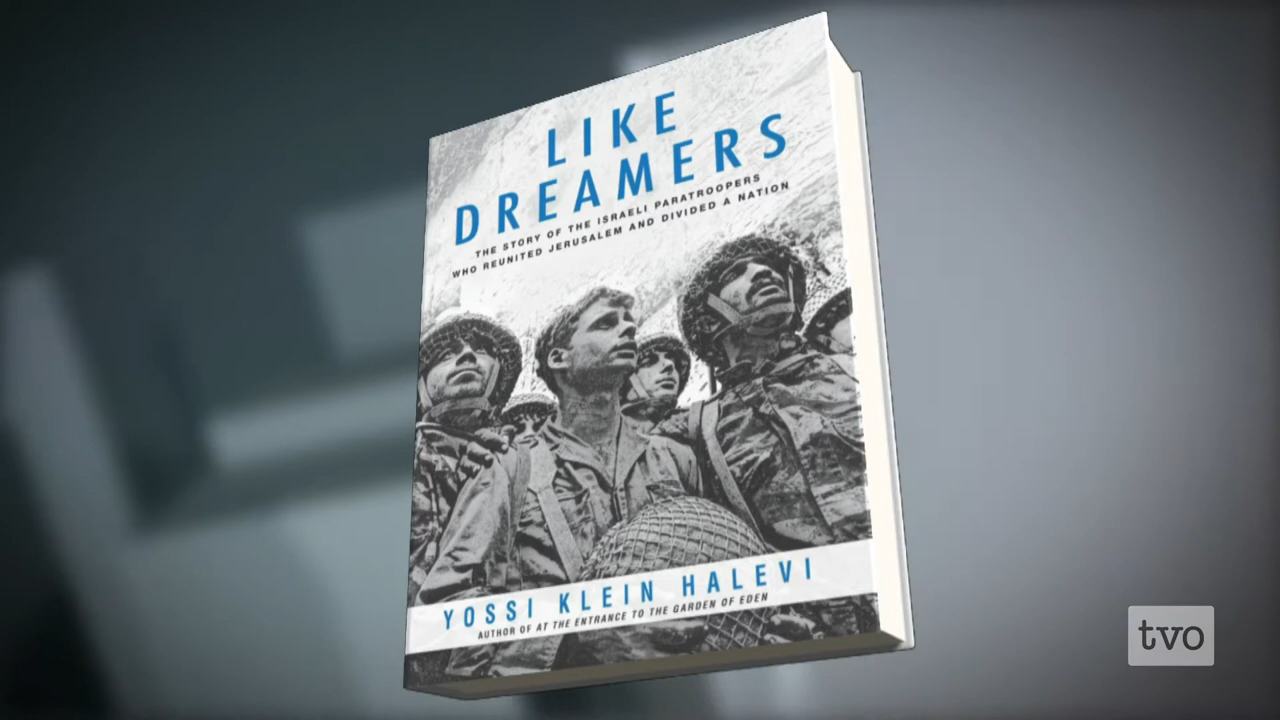 LIKE
DREAMERS
THE STORY OF THE ISRAELI PARATROOPERS
WHO REUNITED JERUSALEM AND DIVIDED A NATION
YOSSI KLEIN HALEVI
AUTHOR OF AT THE ENTRANCE TO THE GARDEN OF EDEN
tvo